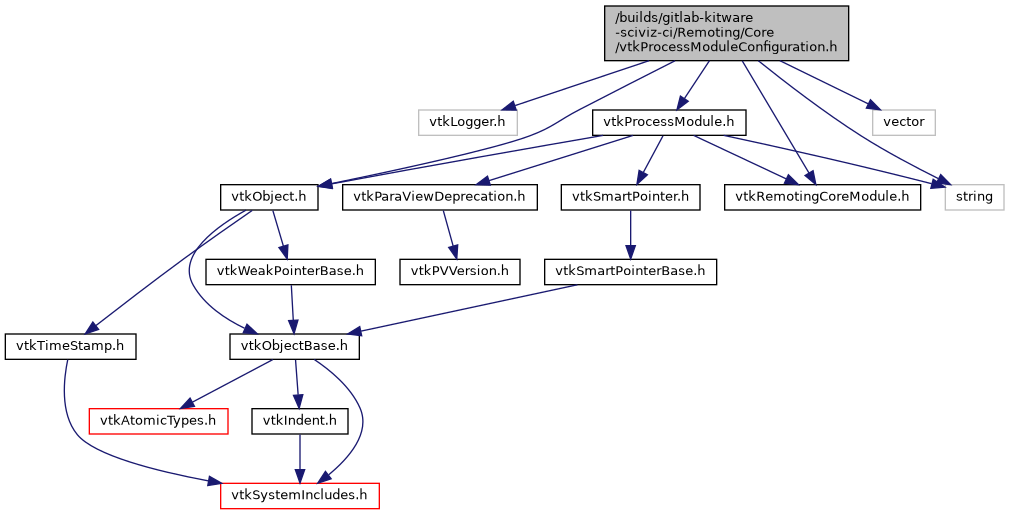 /builds/gitlab-kitware
-sciviz-ci/Remoting/Core
/vtkProcessModuleConfiguration.h
vtkLogger.h
vtkProcessModule.h
vector
vtkObject.h
vtkParaViewDeprecation.h
vtkSmartPointer.h
vtkRemotingCoreModule.h
string
vtkWeakPointerBase.h
vtkPVVersion.h
vtkSmartPointerBase.h
vtkTimeStamp.h
vtkObjectBase.h
vtkAtomicTypes.h
vtkIndent.h
vtkSystemIncludes.h